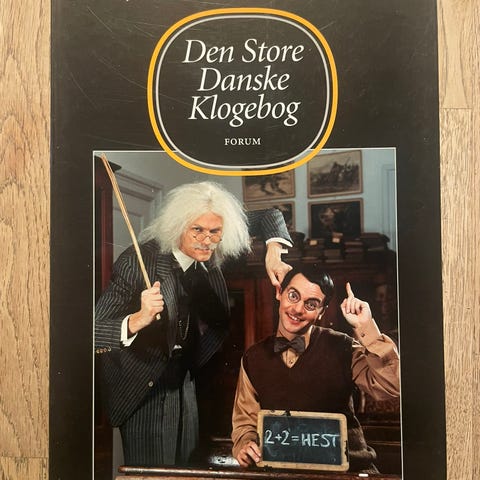 Den Store
Danske
Klogebog
FORUM
2+2=HEST